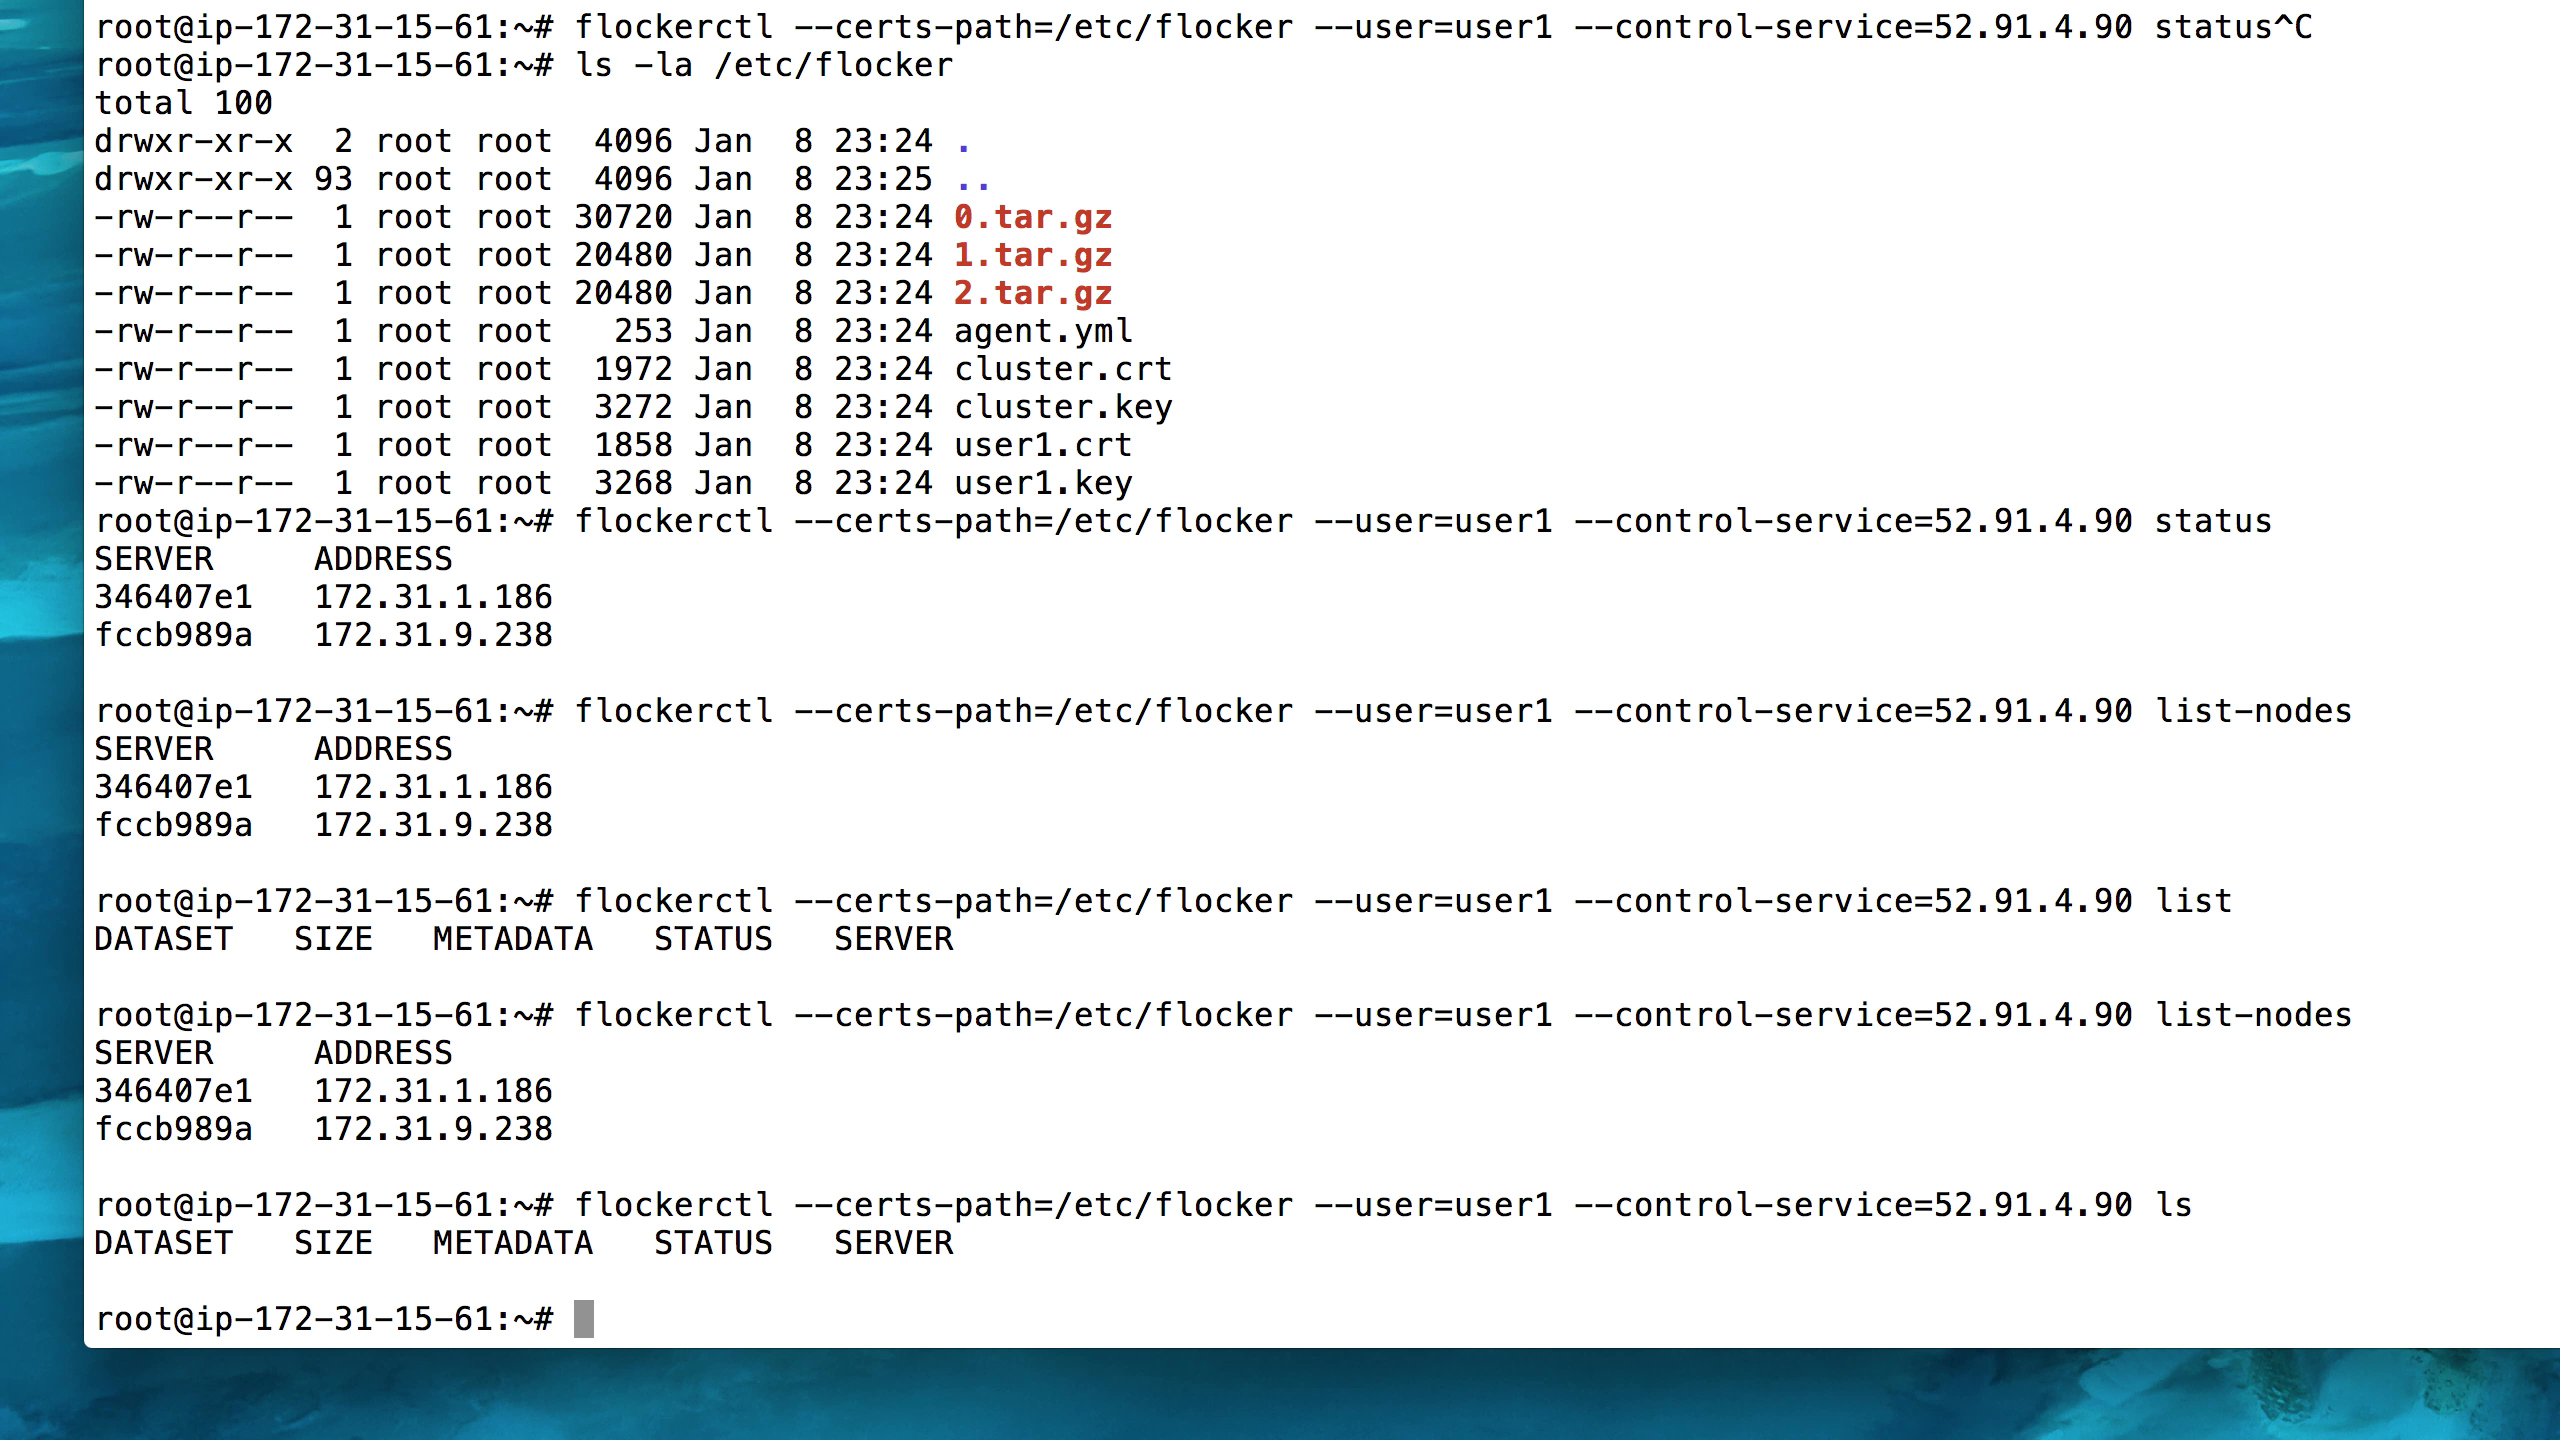 root@ip-172-31-15-61:~# flockerctl --certs-path=/etc/flocker --user=user1 --control-service=52.91.4.90 status^C
root@ip-172-31-15-61:~# ls -la /etc/flocker
total 100
drwxr-xr-x  2 root root  4096 Jan  8 23:24 .
drwxr-xr-x 93 root root  4096 Jan  8 23:25 ..
-rw-r--r--  1 root root 30720 Jan  8 23:24 0.tar.gz
-rw-r--r--  1 root root 20480 Jan  8 23:24 1.tar.gz
-rw-r--r--  1 root root 20480 Jan  8 23:24 2.tar.gz
-rw-r--r--  1 root root   253 Jan  8 23:24 agent.yml
-rw-r--r--  1 root root  1972 Jan  8 23:24 cluster.crt
-rw-r--r--  1 root root  3272 Jan  8 23:24 cluster.key
-rw-r--r--  1 root root  1858 Jan  8 23:24 user1.crt
-rw-r--r--  1 root root  3268 Jan  8 23:24 user1.key
root@ip-172-31-15-61:~# flockerctl --certs-path=/etc/flocker --user=user1 --control-service=52.91.4.90 status
SERVER     ADDRESS
346407e1   172.31.1.186
fccb989a   172.31.9.238
root@ip-172-31-15-61:~# flockerctl --certs-path=/etc/flocker --user=user1 --control-service=52.91.4.90 list-nodes
SERVER     ADDRESS
346407e1   172.31.1.186
fccb989a   172.31.9.238
root@ip-172-31-15-61:~# flockerctl --certs-path=/etc/flocker --user=user1 --control-service=52.91.4.90 list
DATASET   SIZE   METADATA   STATUS   SERVER
root@ip-172-31-15-61:~# flockerctl --certs-path=/etc/flocker --user=user1 --control-service=52.91.4.90 list-nodes
SERVER     ADDRESS
346407e1   172.31.1.186
fccb989a   172.31.9.238
root@ip-172-31-15-61:~# flockerctl --certs-path=/etc/flocker --user=user1 --control-service=52.91.4.90 ls
DATASET   SIZE   METADATA   STATUS   SERVER
root@ip-172-31-15-61:~#